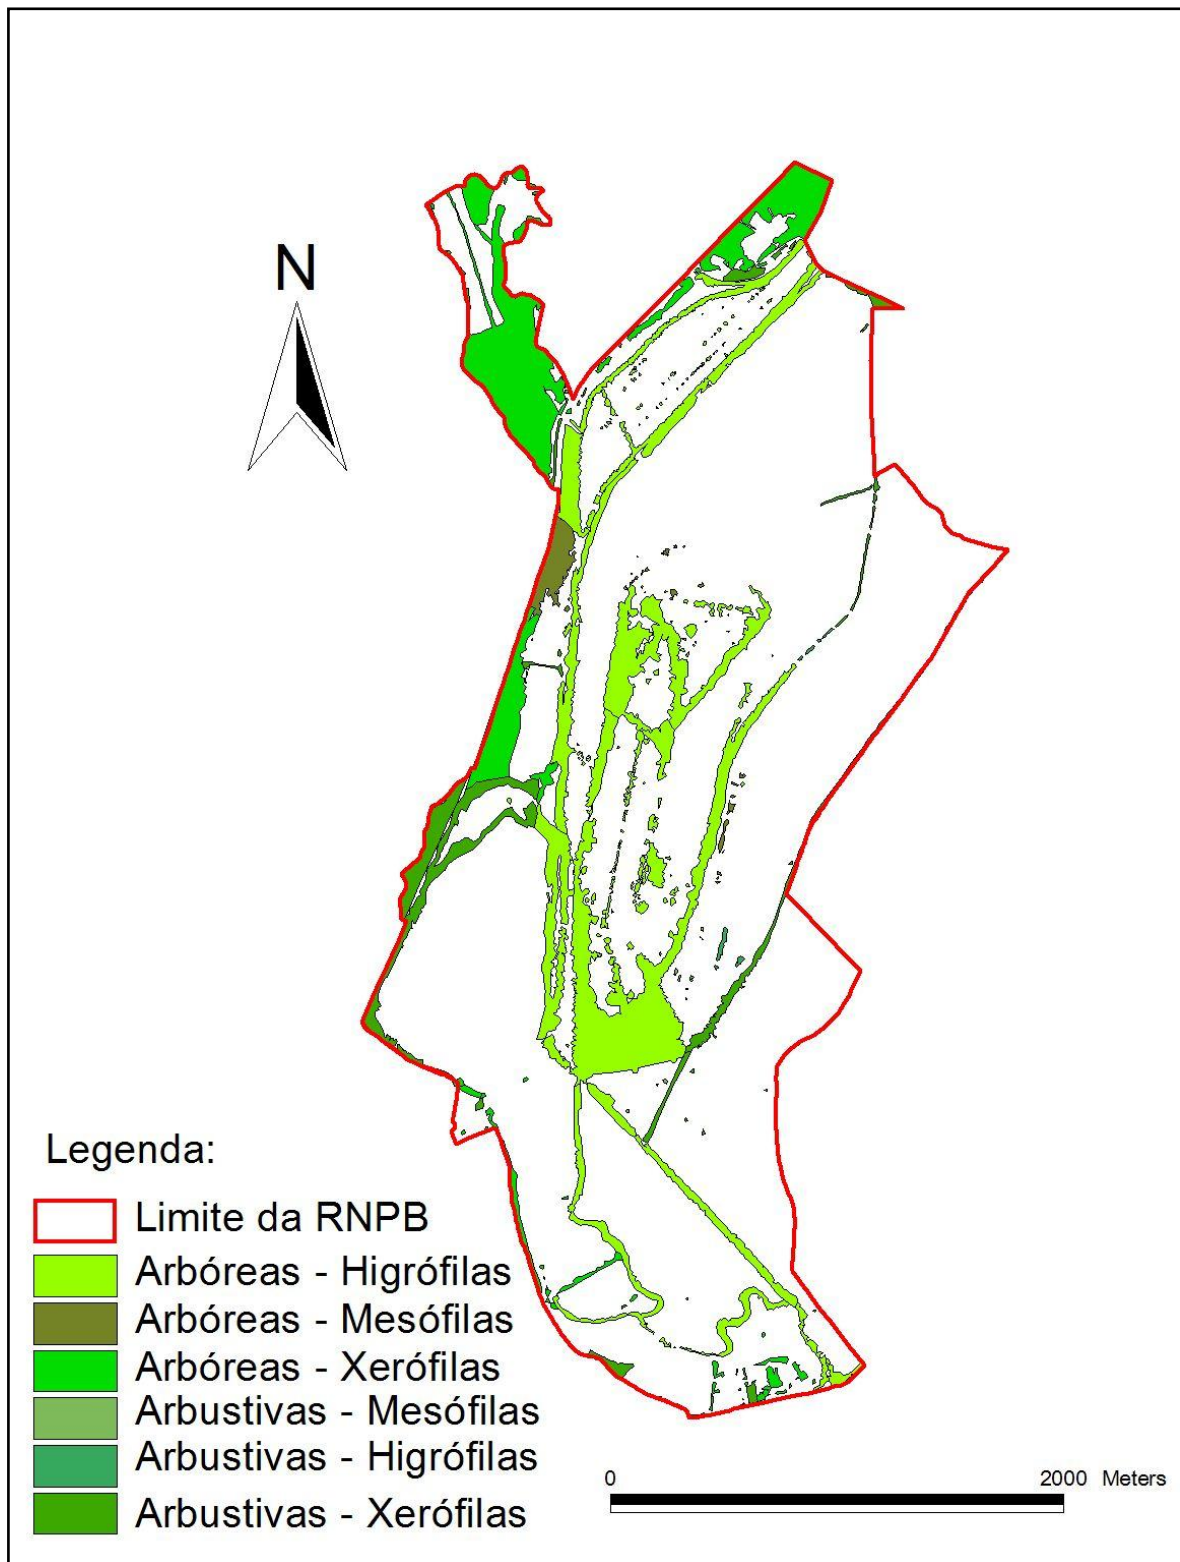 N
Legenda:
Limite da RNPB
Arbóreas - Higrófilas
Arbóreas - Mesófilas
Arbóreas - Xerófilas
Arbustivas - Mesófilas
Arbustivas - Higrófilas
Arbustivas - Xerófilas
0 2000 Meters